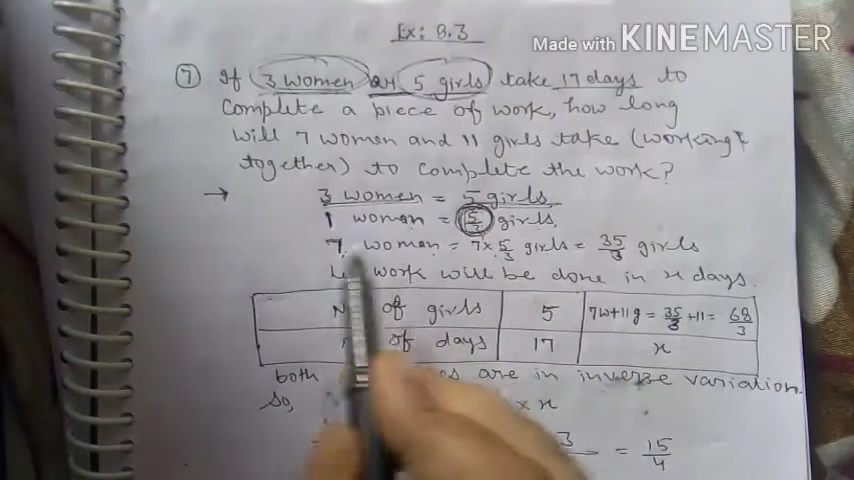 Ex: 8.3
Made with KINEMASTER
7 If 3 women or 5 girls take 17 days to
complete a piece of work, how long
will 7 women and 11 girls take (working
together) to complete the work?
→ 3 women = 5 girls
1 women = 5/3 girls
7 women = 7×5/3 girls = 35/3 girls
work will be done in x days.
of girls 5 7w+11g = 35/3 +11 = 68/3
of days 17 x
both are in inverse variation.
So, × x
3 = 15/4